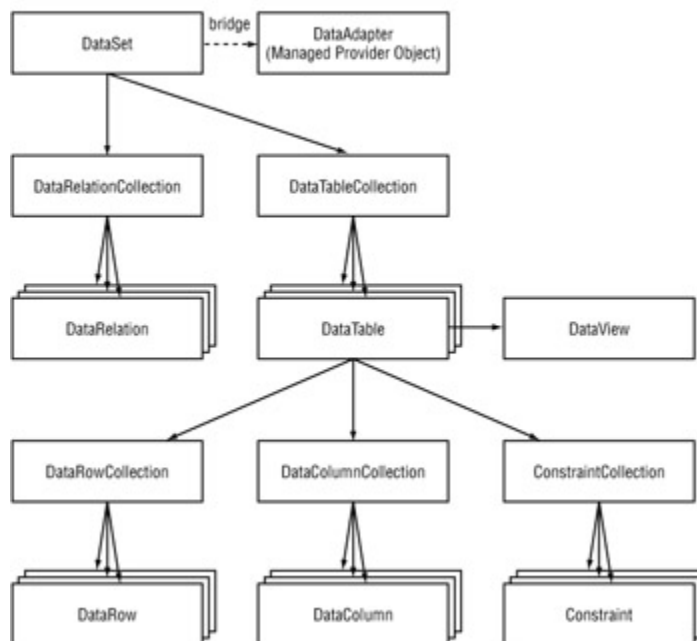 bridge
DataSet
DataAdapter
(Managed Provider Object)
DataRelationCollection
DataTableCollection
DataRelation
DataTable
DataView
DataRowCollection
DataColumnCollection
ConstraintCollection
DataRow
DataColumn
Constraint